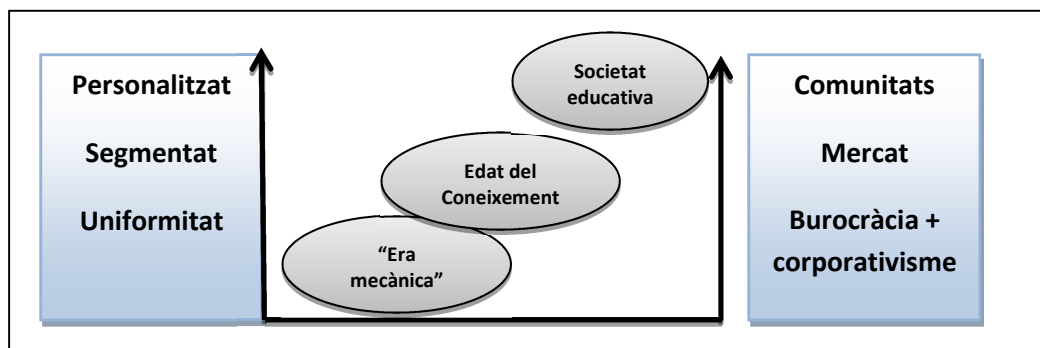 Personalitzat
Segmentat
Uniformitat
Societat
educativa
Edat del
Coneixement
“Era
mecànica”
Comunitats
Mercat
Burocràcia +
corporativisme